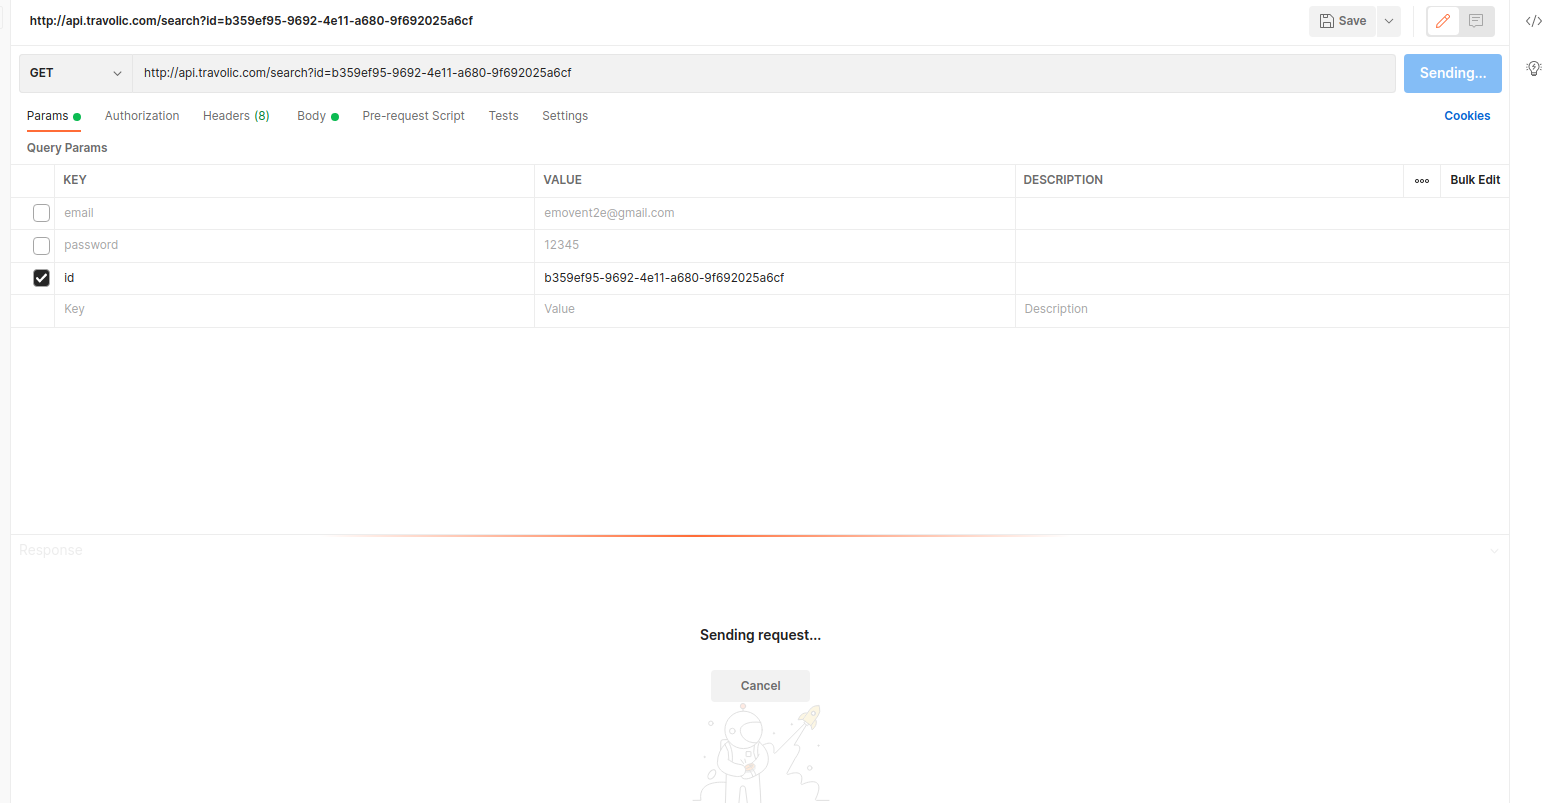 http://api.travolic.com/search?id=b359ef95-9692-4e11-a680-9f692025a6cf
Save
GET
http://api.travolic.com/search?id=b359ef95-9692-4e11-a680-9f692025a6cf
Sending...
Params Authorization Headers (8) Body Pre-request Script Tests Settings Cookies
Query Params
KEY VALUE DESCRIPTION ooo Bulk Edit
email emovent2e@gmail.com
password 12345
id b359ef95-9692-4e11-a680-9f692025a6cf
Key Value Description
Response
Sending request...
Cancel